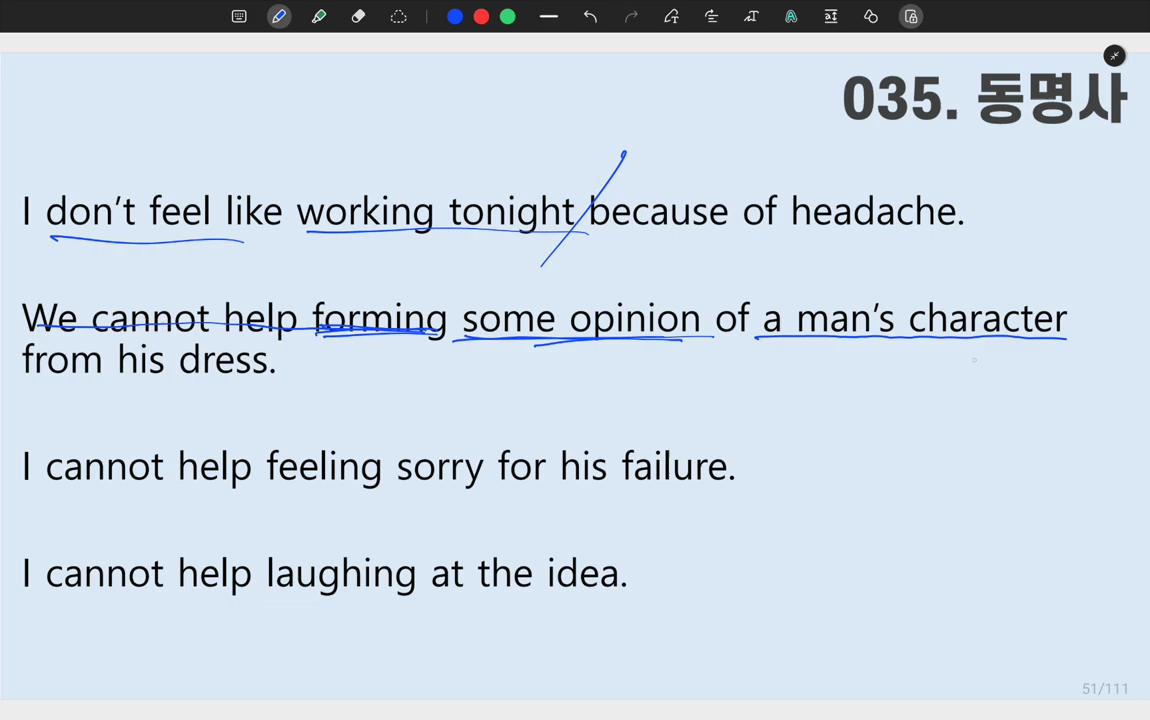 035. 동명사
I don't feel like working tonight because of headache.
We cannot help forming some opinion of a man's character
from his dress.
I cannot help feeling sorry for his failure.
I cannot help laughing at the idea.
51/111